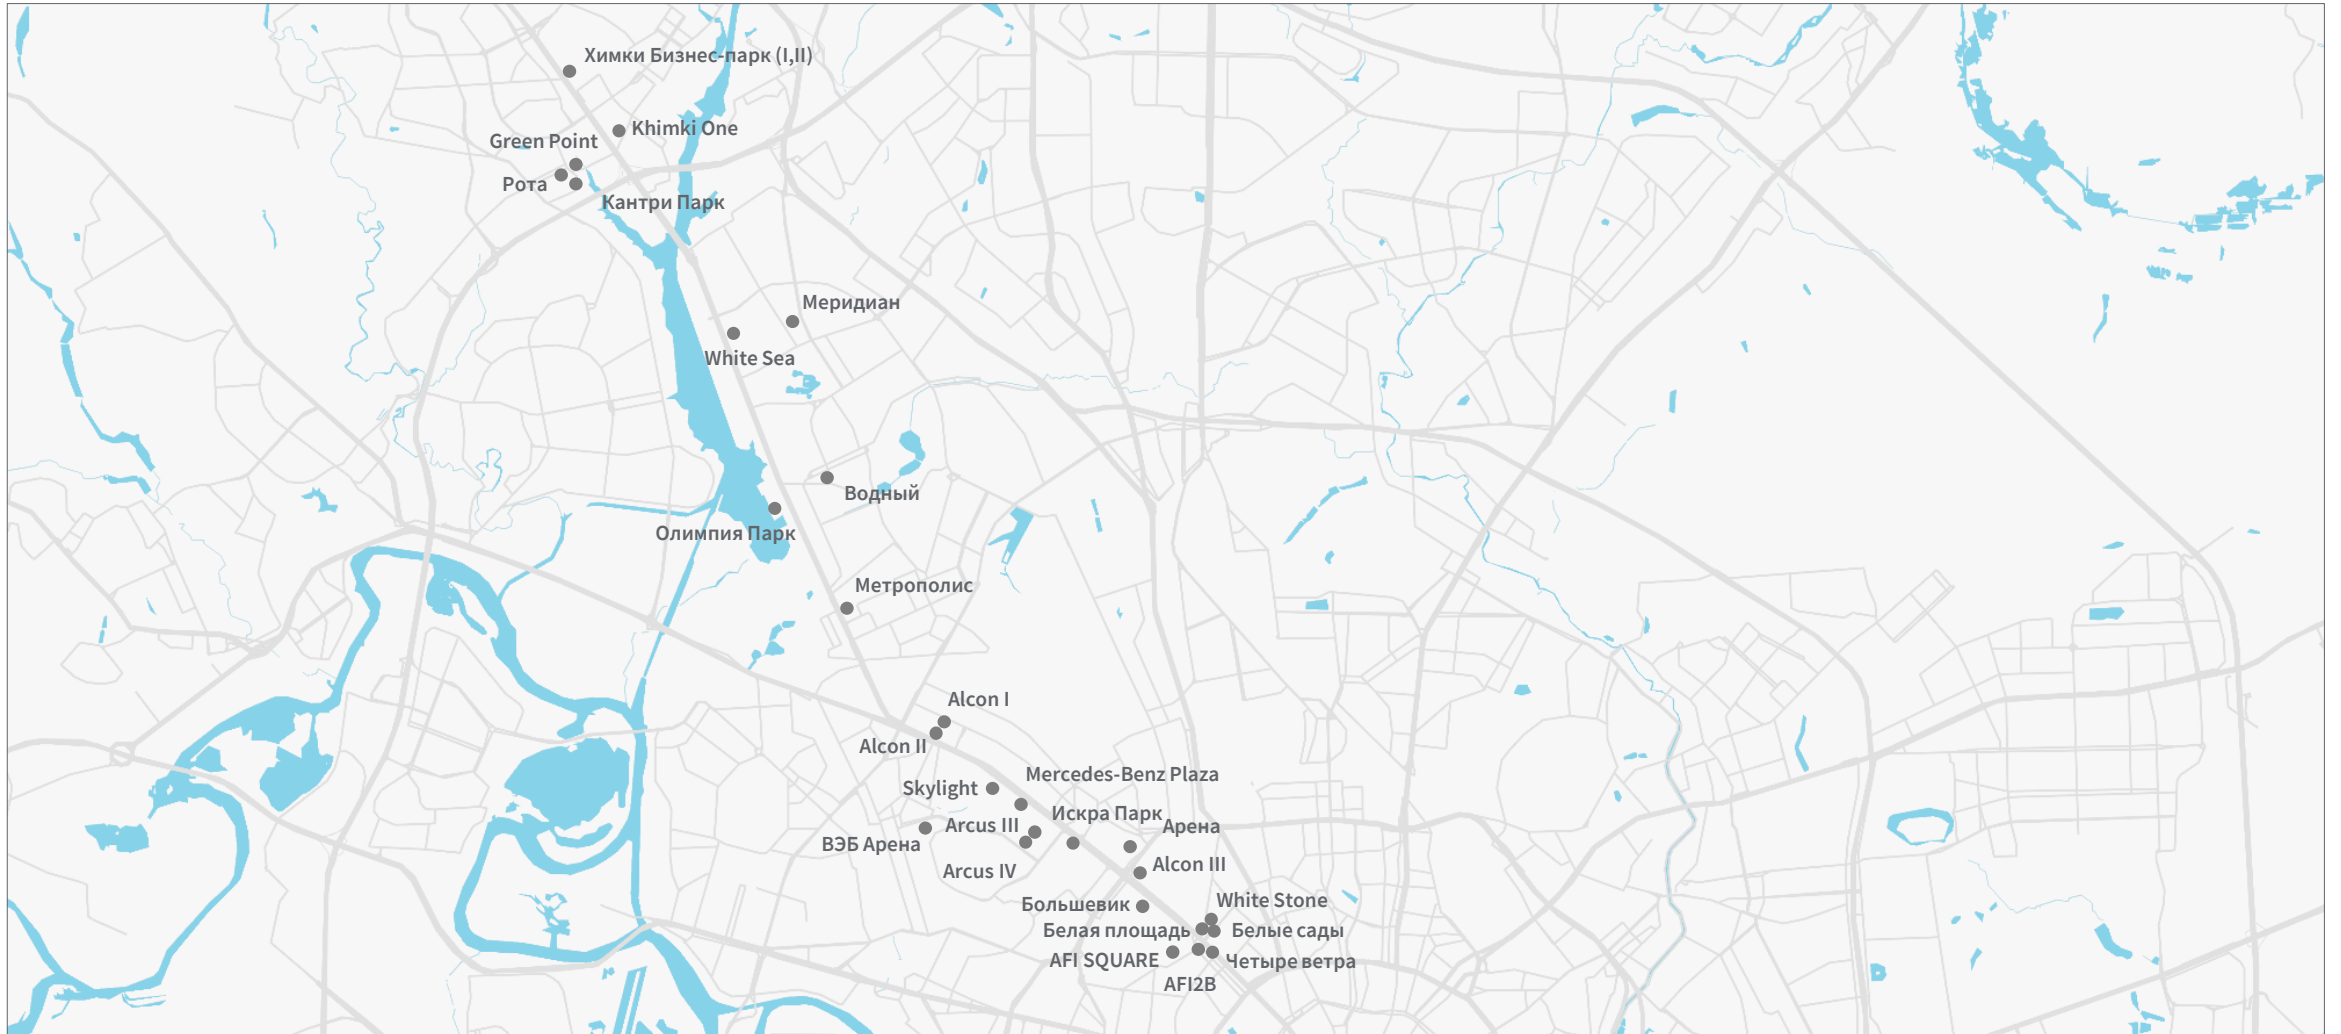 Химки Бизнес-парк (I,II)
Khimki One
Green Point
Рота
Кантри Парк
Меридиан
White Sea
Водный
Олимпия Парк
Метрополис
Alcon I
Alcon II
Mercedes-Benz Plaza
Skylight
Искра Парк
Arcus III
Арена
ВЭБ Арена
Alcon III
Arcus IV
White Stone
Большевик
Белая площадь
Белые сады
AFI SQUARE
Четыре ветра
AFI2B